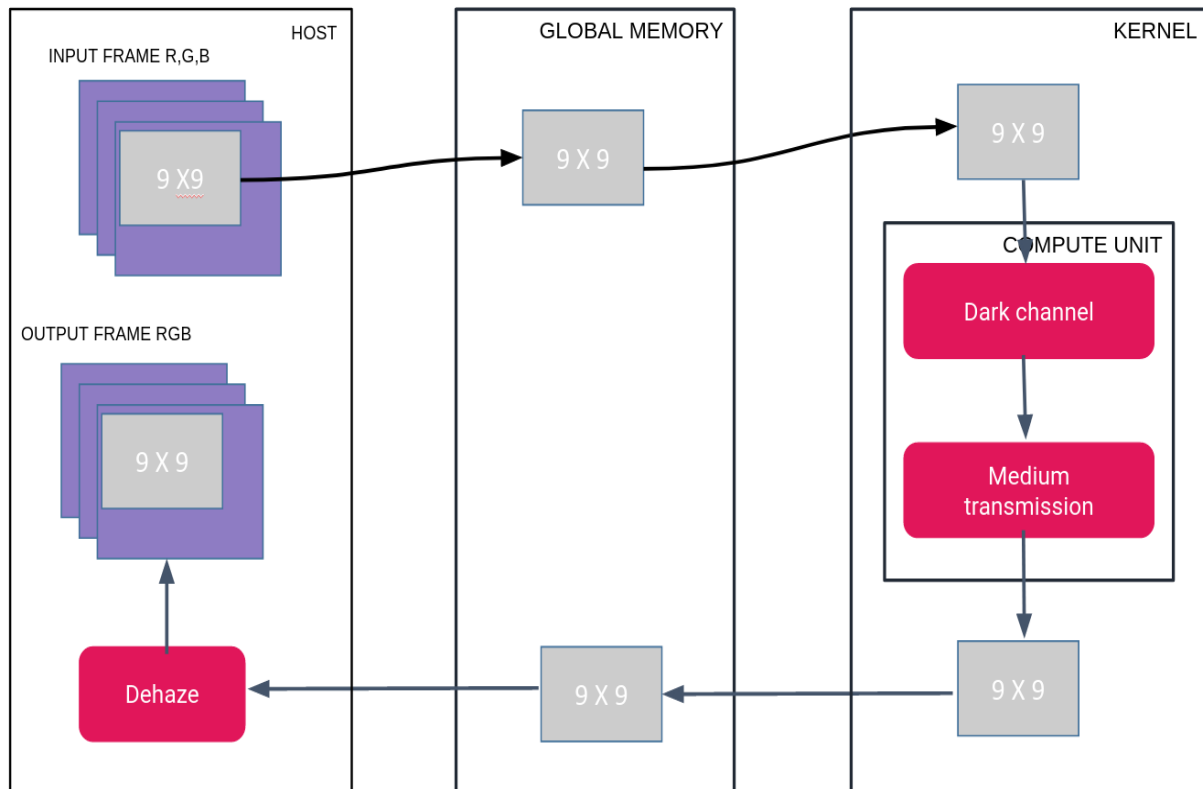 HOST
INPUT FRAME R,G,B
9 X9
OUTPUT FRAME RGB
9 X 9
Dehaze
GLOBAL MEMORY
9 X 9
9 X 9
KERNEL
9 X 9
COMPUTE UNIT
Dark channel
Medium
transmission
9 X 9